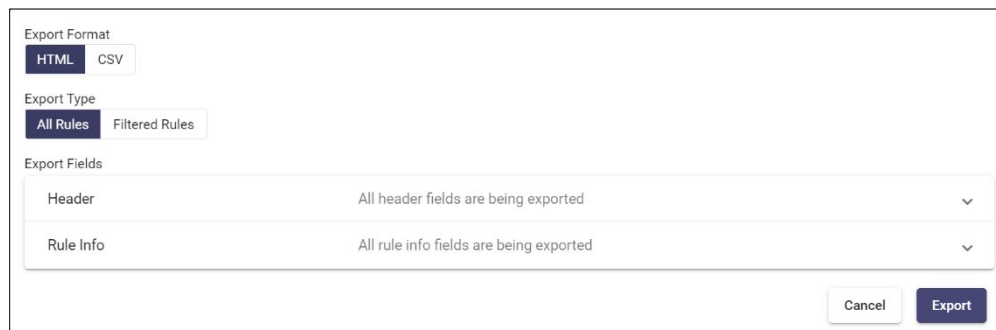 Export Format
HTML CSV
Export Type
All Rules Filtered Rules
Export Fields
Header All header fields are being exported
Rule Info All rule info fields are being exported
Cancel Export